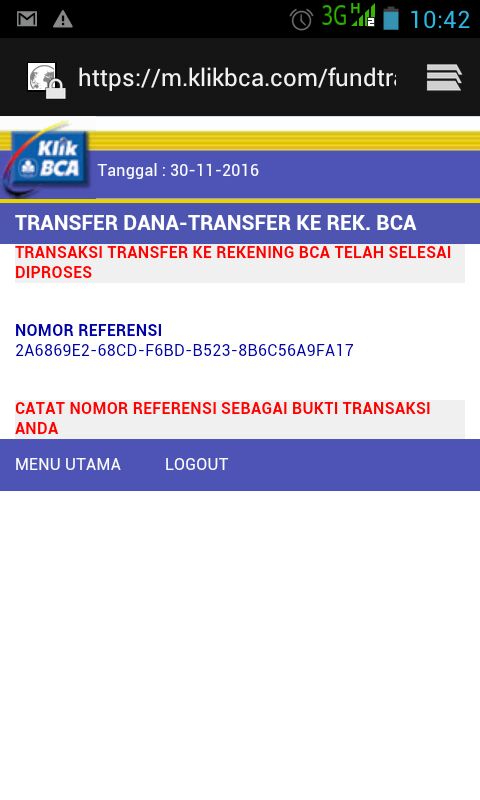 3G H 2 10:42
https://m.klikbca.com/fundtra
Klik
BCA
Tanggal : 30-11-2016
TRANSFER DANA-TRANSFER KE REK. BCA
TRANSAKSI TRANSFER KE REKENING BCA TELAH SELESAI
DIPROSES
NOMOR REFERENSI
2A6869E2-68CD-F6BD-B523-8B6C56A9FA17
CATAT NOMOR REFERENSI SEBAGAI BUKTI TRANSAKSI
ANDA
MENU UTAMA LOGOUT